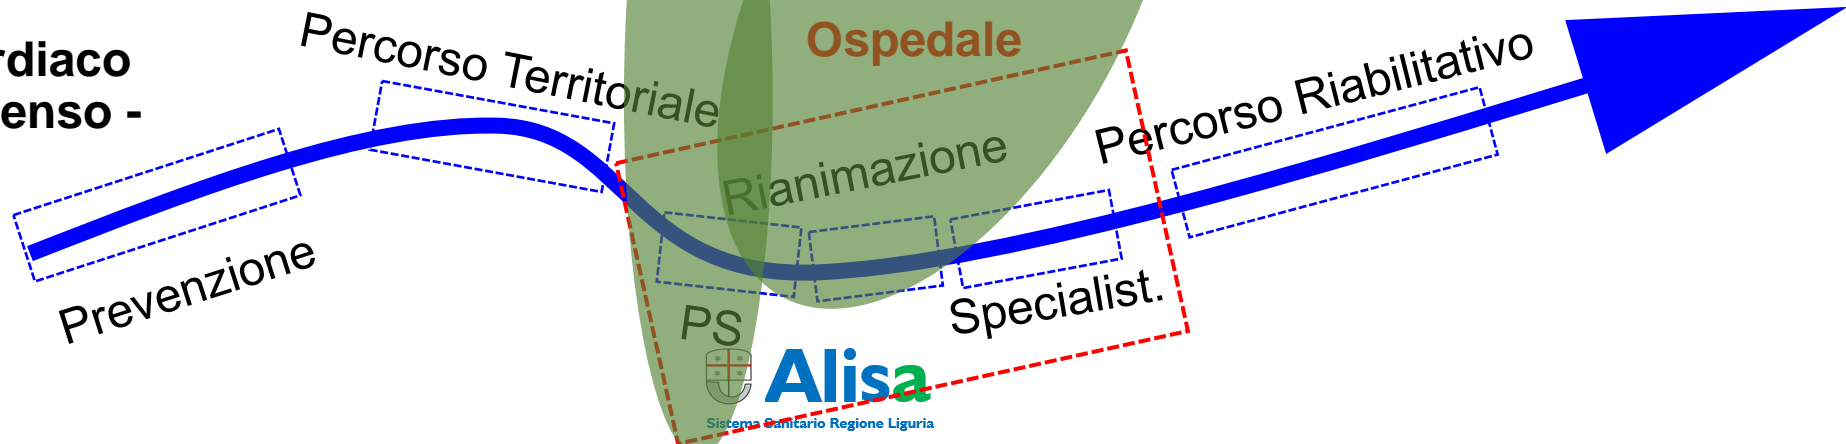 rdiaco
enso -
Percorso Territoriale
Ospedale
Percorso Riabilitativo
Rianimazione
Prevenzione
Specialist.
PS
Alisa
Sistema Sanitario Regione Liguria